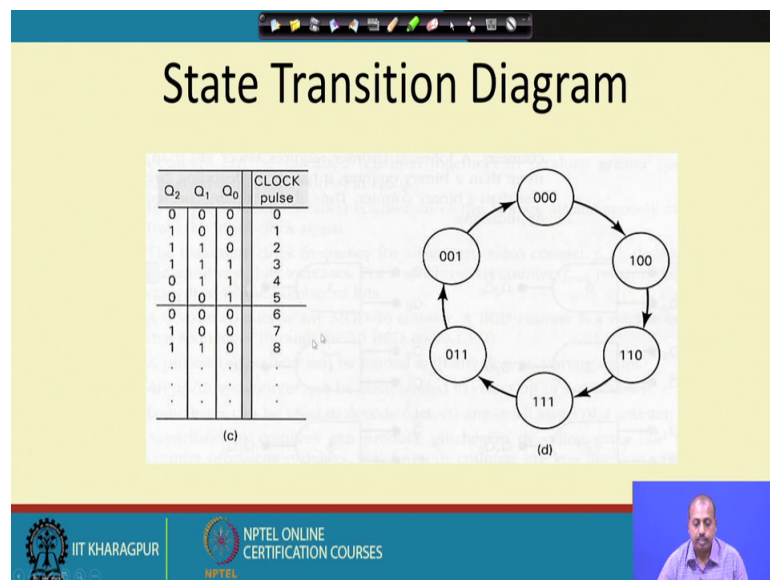 State Transition Diagram
Q2 Q1 Q0 CLOCK pulse
0 0 0 0
1 0 0 1
1 1 0 2
1 1 1 3
0 1 1 4
0 0 1 5
0 0 0 6
1 0 0 7
1 1 0 8
. . . .
. . . .
. . . .
(c)
000
100
110
111
011
001
(d)
IIT KHARAGPUR
NPTEL
NPTEL ONLINE
CERTIFICATION COURSES